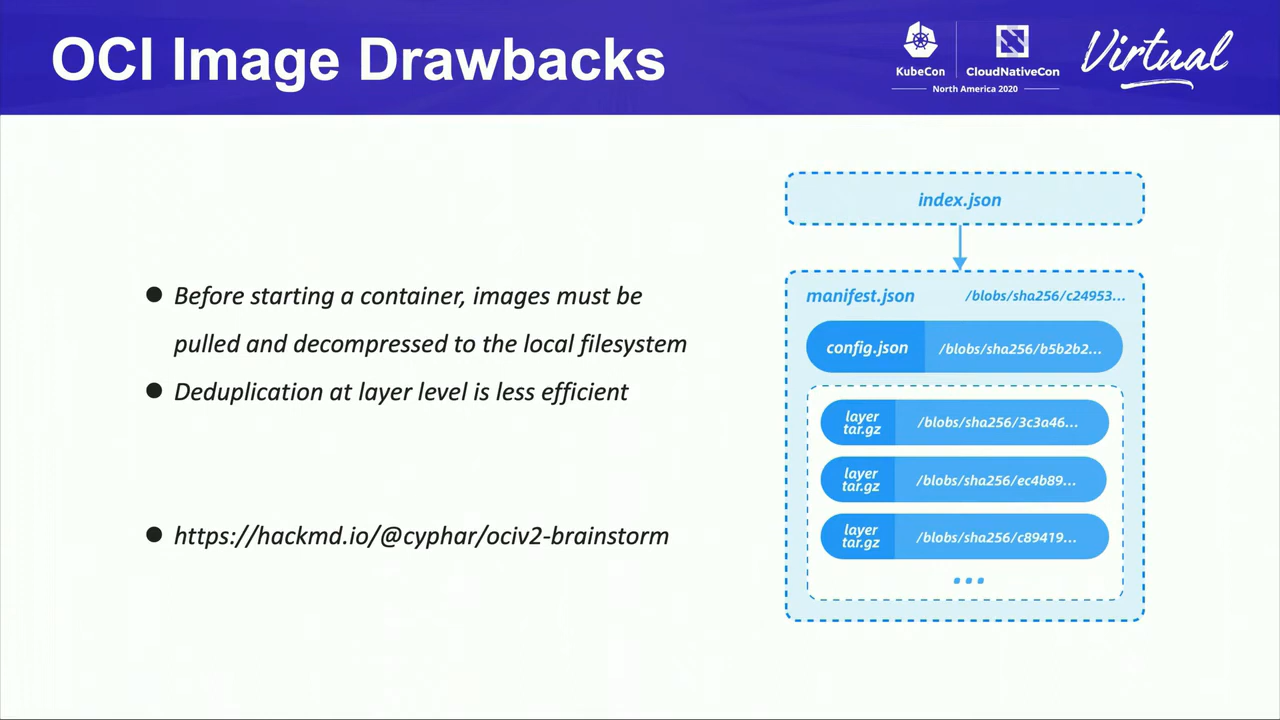 OCI Image Drawbacks
KubeCon
CloudNativeCon
North America 2020
Virtual
● Before starting a container, images must be
pulled and decompressed to the local filesystem
● Deduplication at layer level is less efficient
● https://hackmd.io/@cyphar/ociv2-brainstorm
index.json
manifest.json /blobs/sha256/c24953...
config.json /blobs/sha256/b5b2b2...
layer
tar.gz /blobs/sha256/3c3a46...
layer
tar.gz /blobs/sha256/ec4b89...
layer
tar.gz /blobs/sha256/c89419...
...